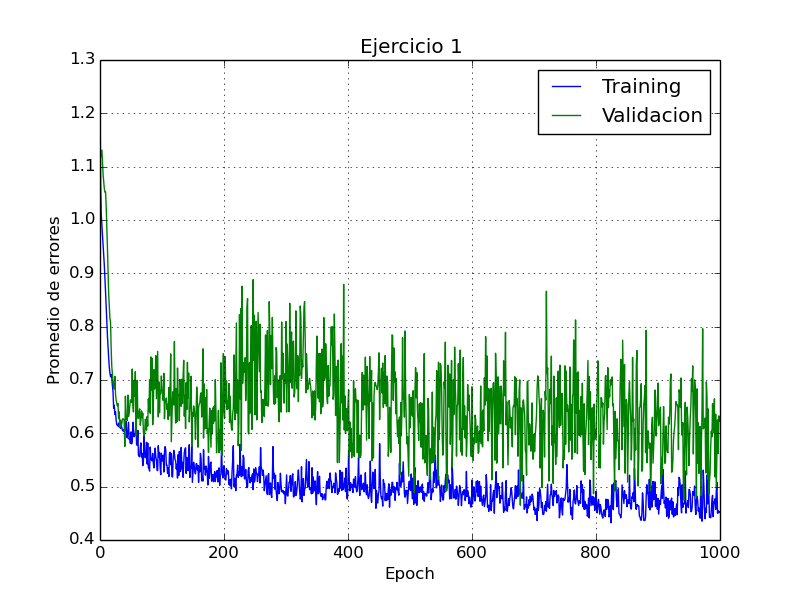 Ejercicio 1
Training
Validacion
Promedio de errores
1.3
1.2
1.1
1.0
0.9
0.8
0.7
0.6
0.5
0.4
0 200 400 600 800 1000
Epoch